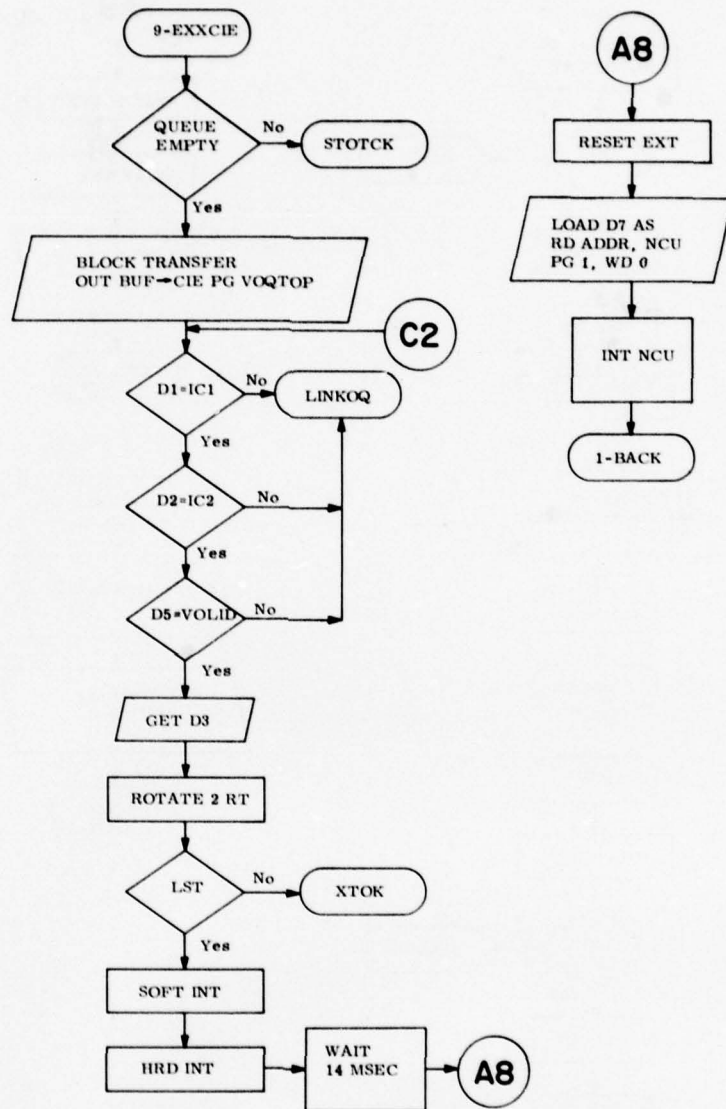 9-EXXCIE
QUEUE
EMPTY
No
STOTCK
Yes
BLOCK TRANSFER
OUT BUF→CIE PG VOQTOP
C2
D1=IC1
No
LINKOQ
Yes
D2=IC2
No
Yes
D5=VOLID
No
Yes
GET D3
ROTATE 2 RT
LST
No
XTOK
Yes
SOFT INT
HRD INT
WAIT
14 MSEC
A8
A8
RESET EXT
LOAD D7 AS
RD ADDR, NCU
PG 1, WD 0
INT NCU
1-BACK